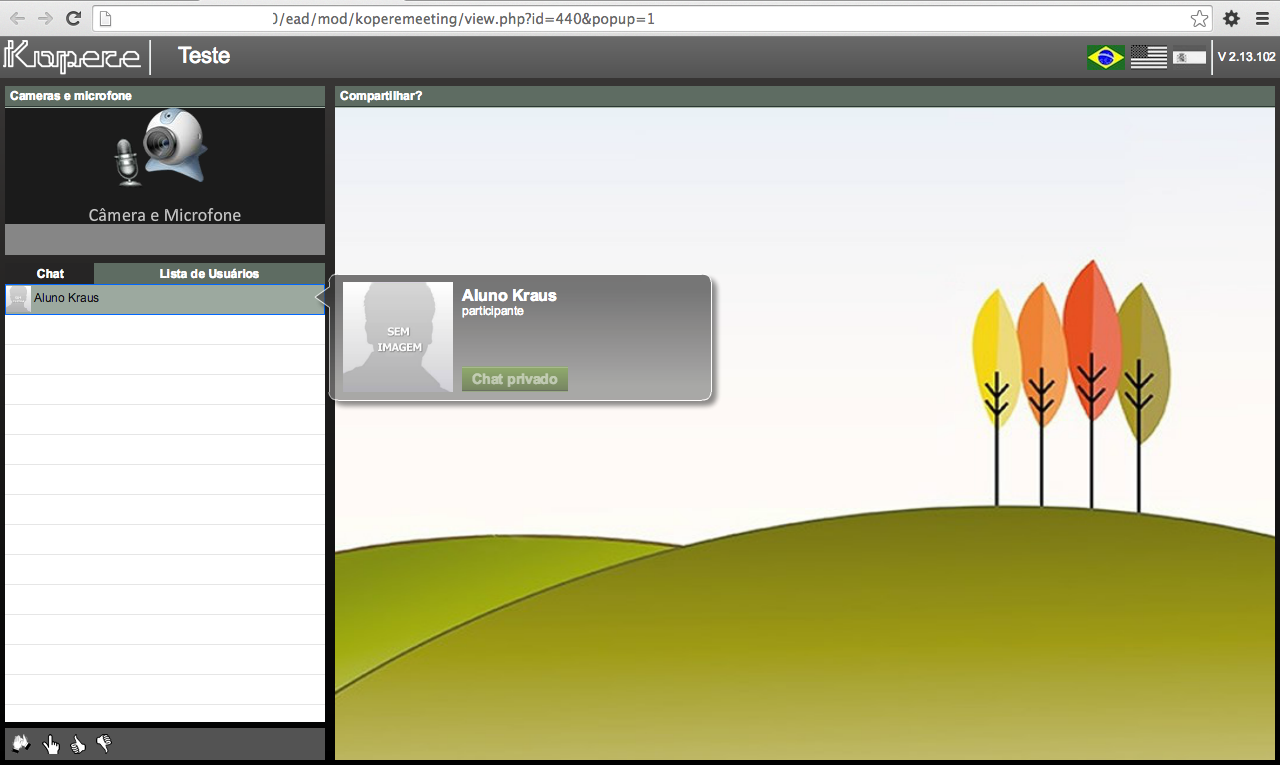 )/ead/mod/koperemeeting/view.php?id=440&popup=1
Kopere
Teste
V 2.13.102
Cameras e microfone
Compartilhar?
Câmera e Microfone
Chat
Lista de Usuários
Aluno Kraus
Aluno Kraus
participante
SEM
IMAGEM
Chat privado